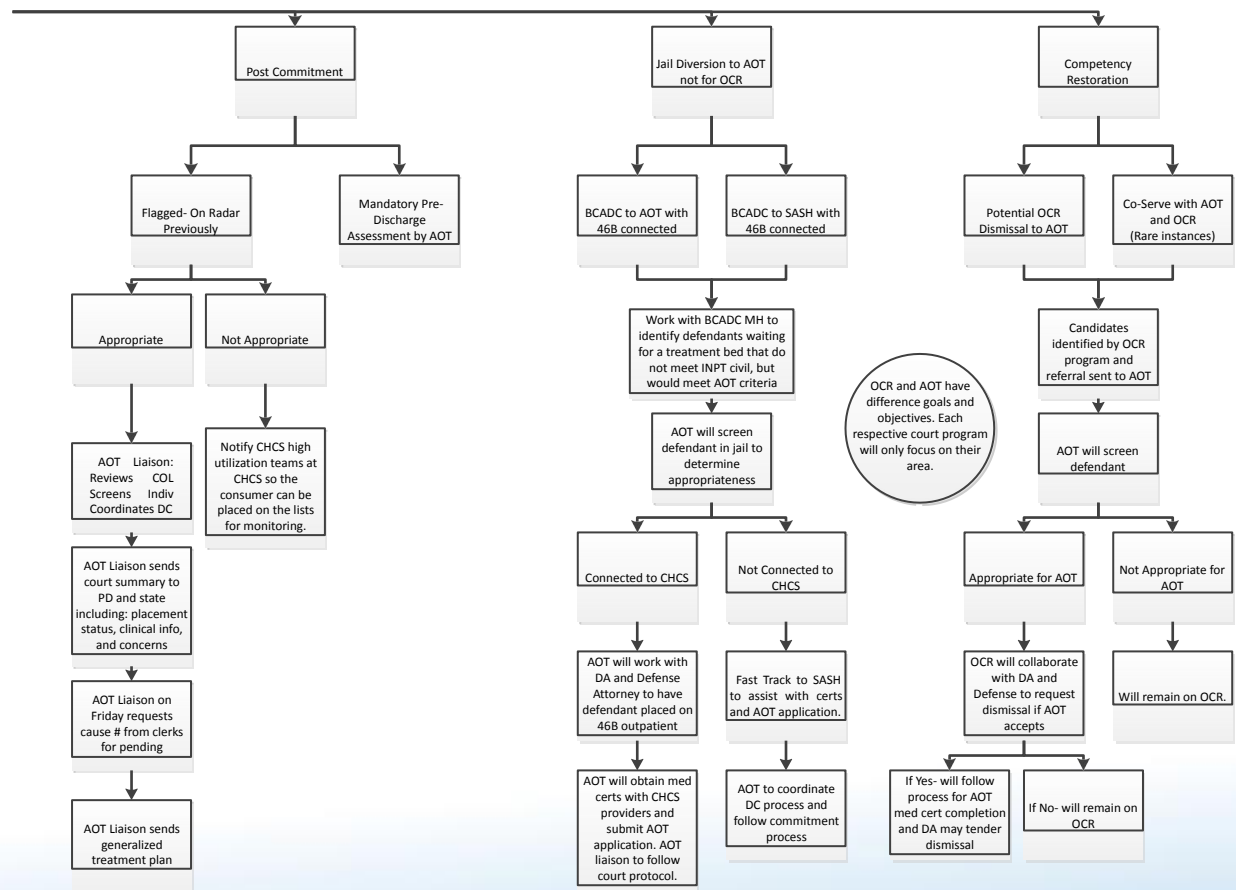 Post Commitment
Jail Diversion to AOT
not for OCR
Competency
Restoration
Flagged- On Radar
Previously
Mandatory Pre-
Discharge
Assessment by AOT
BCADC to AOT with
46B connected
BCADC to SASH with
46B connected
Potential OCR
Dismissal to AOT
Co-Serve with AOT
and OCR
(Rare instances)
Appropriate
Not Appropriate
Work with BCADC MH to
identify defendants waiting
for a treatment bed that do
not meet INPT civil, but
would meet AOT criteria
Candidates
identified by OCR
program and
referral sent to AOT
OCR and AOT have
difference goals and
objectives. Each
respective court program
will only focus on their
area.
AOT Liaison:
Reviews COL
Screens Indiv
Coordinates DC
Notify CHCS high
utilization teams at
CHCS so the
consumer can be
placed on the lists
for monitoring.
AOT will screen
defendant in jail to
determine
appropriateness
AOT will screen
defendant
AOT Liaison sends
court summary to
PD and state
including: placement
status, clinical info,
and concerns
Connected to CHCS
Not Connected to
CHCS
Appropriate for AOT
Not Appropriate for
AOT
AOT Liaison on
Friday requests
cause # from clerks
for pending
AOT will work with
DA and Defense
Attorney to have
defendant placed on
46B outpatient
Fast Track to SASH
to assist with certs
and AOT application.
OCR will collaborate
with DA and
Defense to request
dismissal if AOT
accepts
Will remain on OCR.
AOT Liaison sends
generalized
treatment plan
AOT will obtain med
certs with CHCS
providers and
submit AOT
application. AOT
liaison to follow
court protocol.
AOT to coordinate
DC process and
follow commitment
process
If Yes- will follow
process for AOT
med cert completion
and DA may tender
dismissal
If No- will remain on
OCR